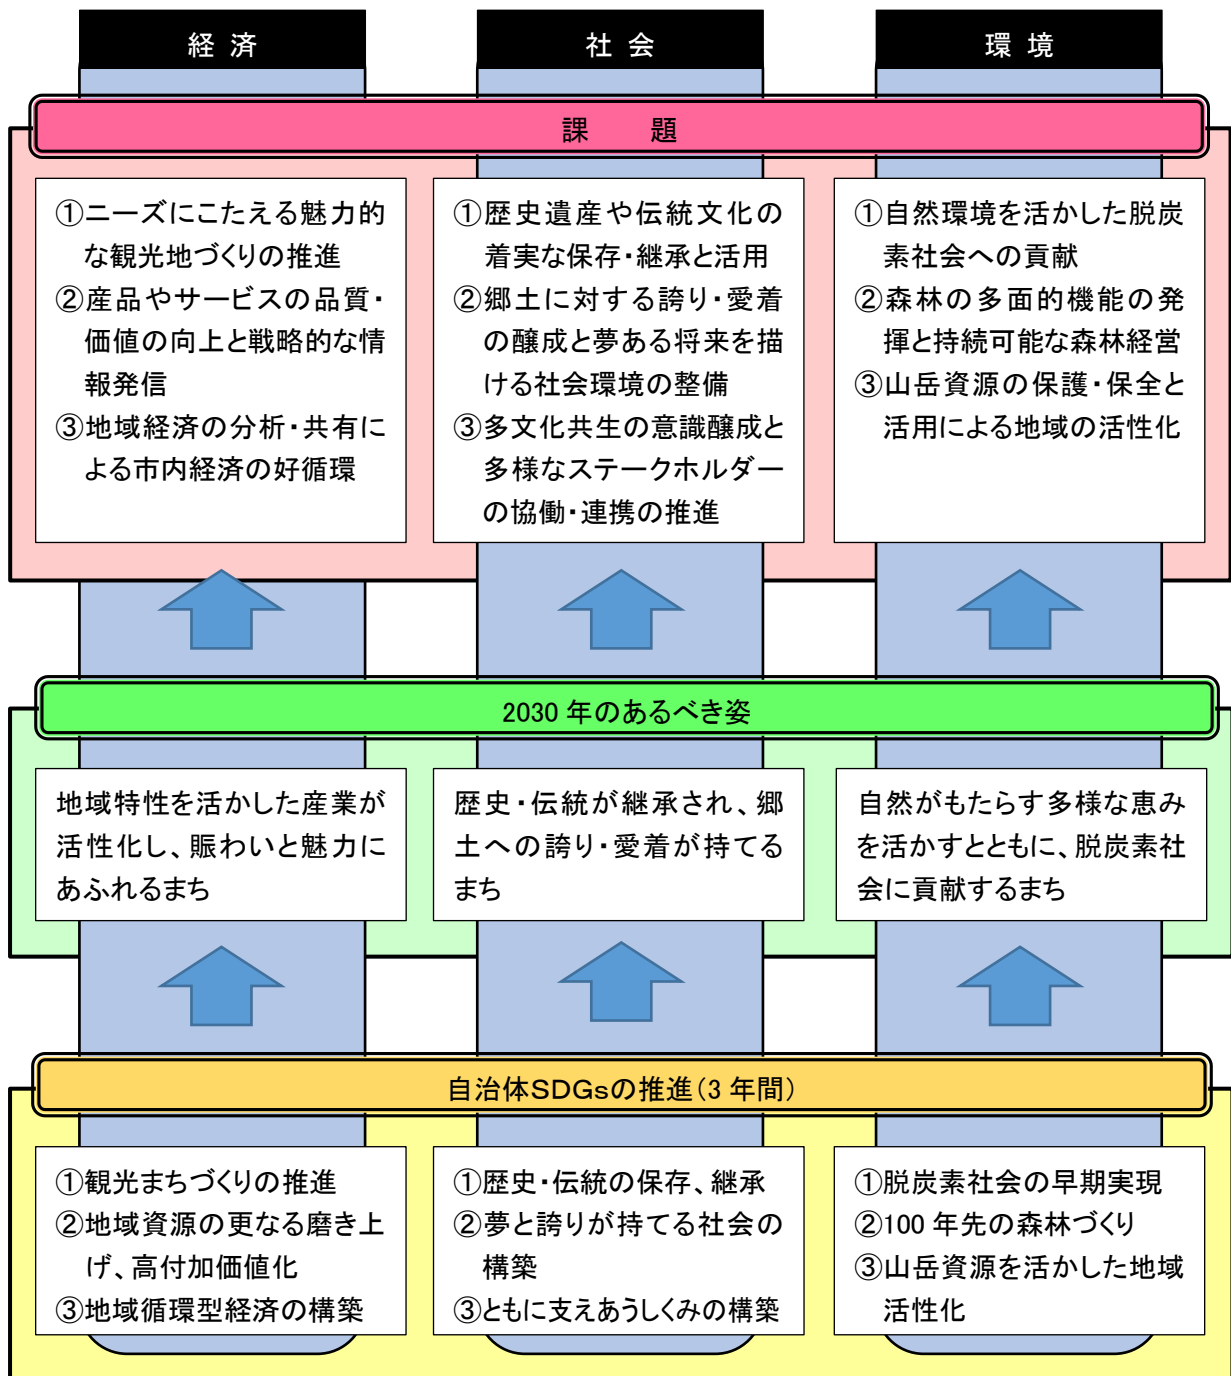 経 済
社 会
環 境
課 題
①ニーズにこたえる魅力的
な観光地づくりの推進
②産品やサービスの品質・
価値の向上と戦略的な情
報発信
③地域経済の分析・共有に
よる市内経済の好循環
①歴史遺産や伝統文化の
着実な保存・継承と活用
②郷土に対する誇り・愛着
の醸成と夢ある将来を描
ける社会環境の整備
③多文化共生の意識醸成と
多様なステークホルダー
の協働・連携の推進
①自然環境を活かした脱炭
素社会への貢献
②森林の多面的機能の発
揮と持続可能な森林経営
③山岳資源の保護・保全と
活用による地域の活性化
2030 年のあるべき姿
地域特性を活かした産業が
活性化し、賑わいと魅力に
あふれるまち
歴史・伝統が継承され、郷
土への誇り・愛着が持てる
まち
自然がもたらす多様な恵み
を活かすとともに、脱炭素社
会に貢献するまち
自治体SDGsの推進（3 年間）
①観光まちづくりの推進
②地域資源の更なる磨き上
げ、高付加価値化
③地域循環型経済の構築
①歴史・伝統の保存、継承
②夢と誇りが持てる社会の
構築
③ともに支えあうしくみの構築
①脱炭素社会の早期実現
②100 年先の森林づくり
③山岳資源を活かした地域
活性化